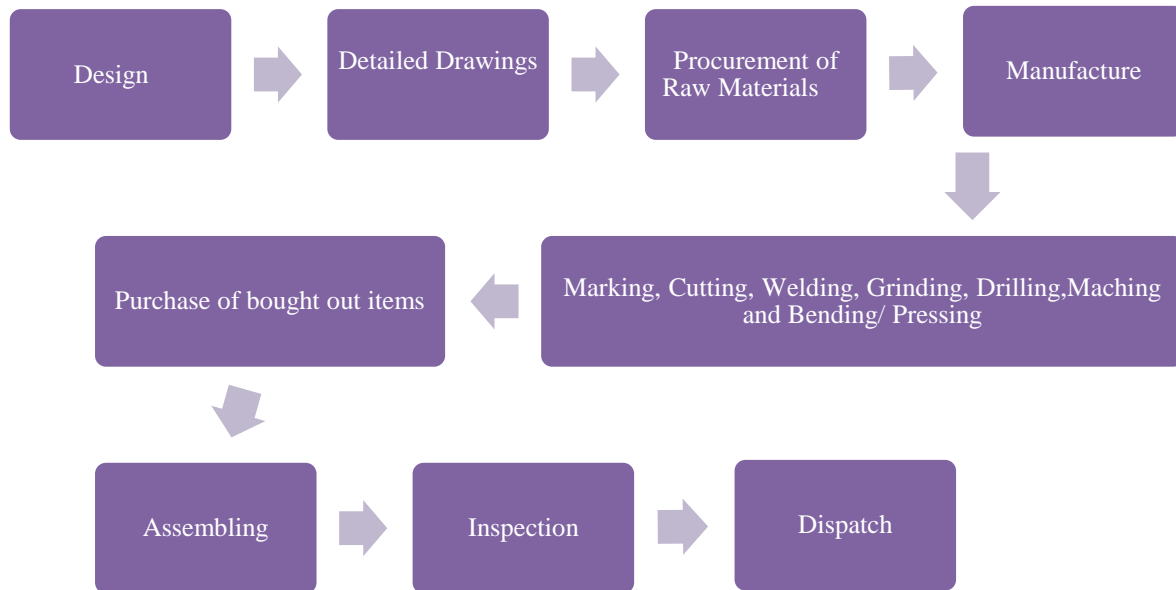 Design
Detailed Drawings
Procurement of
Raw Materials
Manufacture
Marking, Cutting, Welding, Grinding, Drilling,Maching
and Bending/ Pressing
Purchase of bought out items
Assembling
Inspection
Dispatch